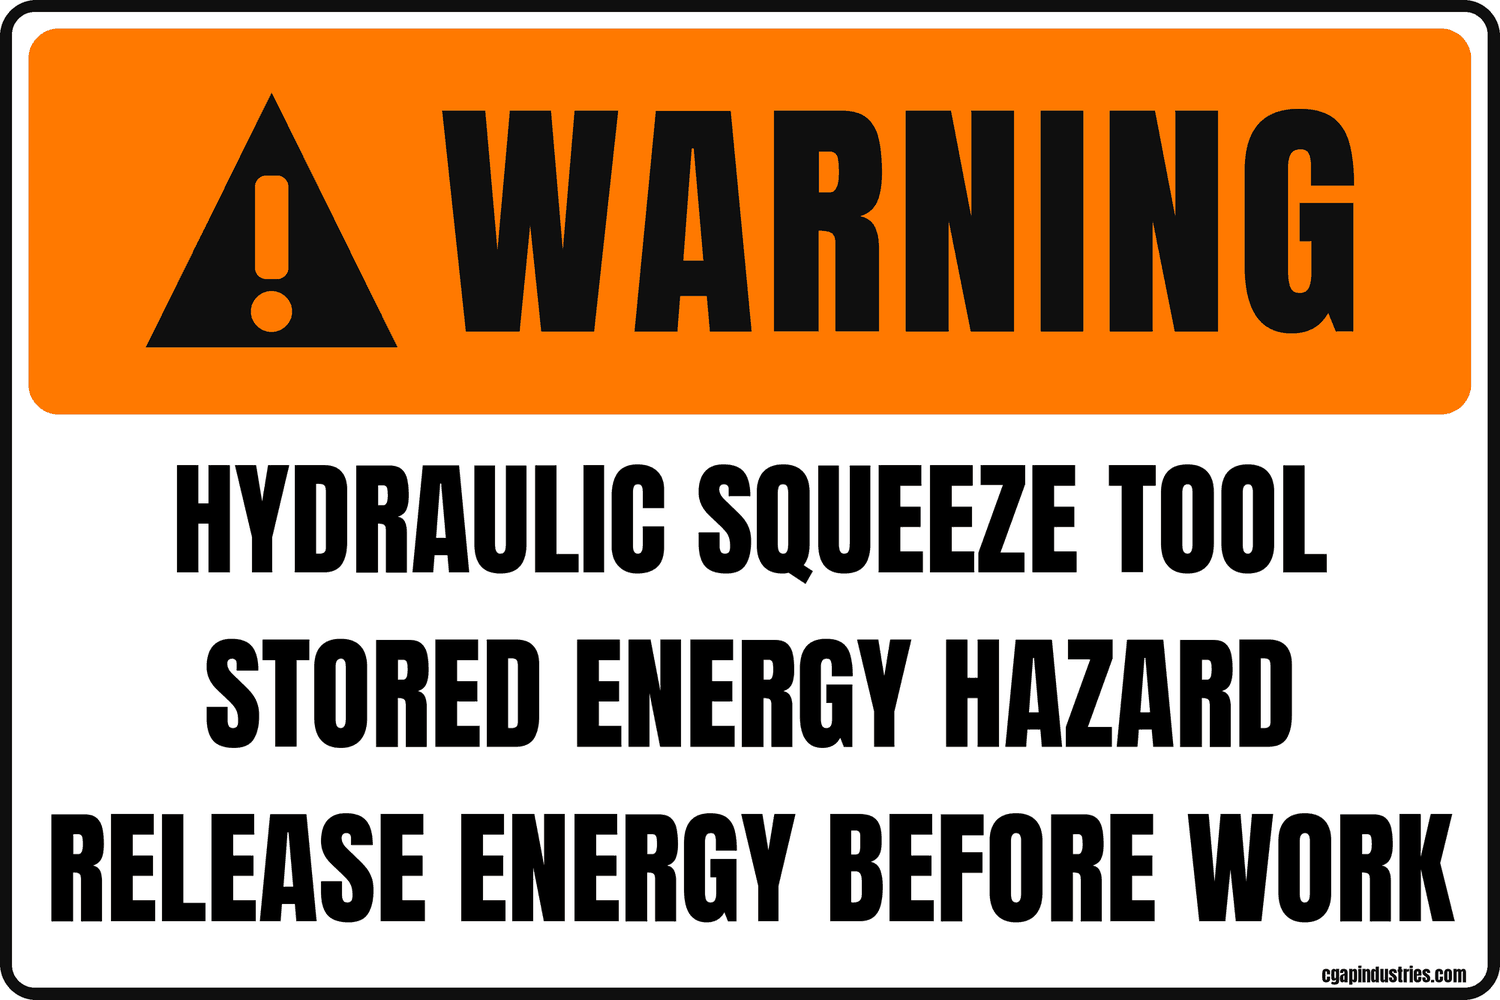 WARNING
HYDRAULIC SQUEEZE TOOL
STORED ENERGY HAZARD
RELEASE ENERGY BEFORE WORK
cgapindustries.com